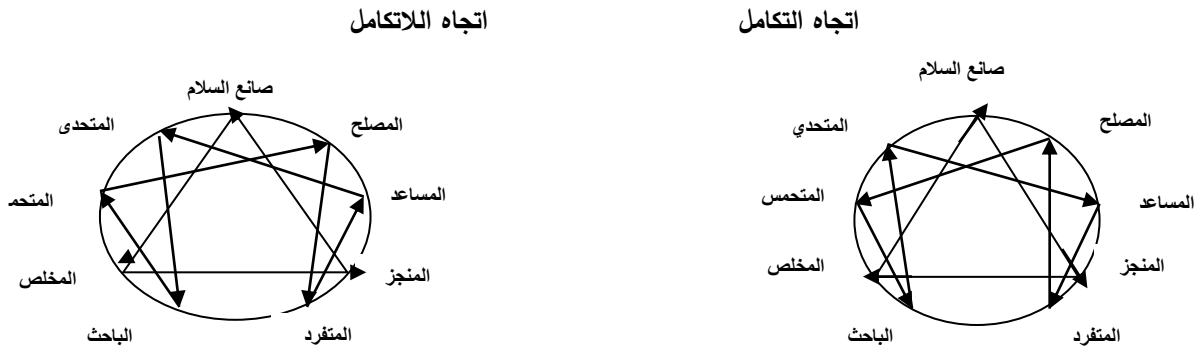 اتجاه التكامل
صانع السلام
المصلح
المتحدي
المساعد
المتحمس
المنجز
المخلص
المتفرد
الباحث
اتجاه اللاتكامل
صانع السلام
المصلح
المتحدى
المساعد
المتحمـ
المنجز
المخلص
المتفرد
الباحث